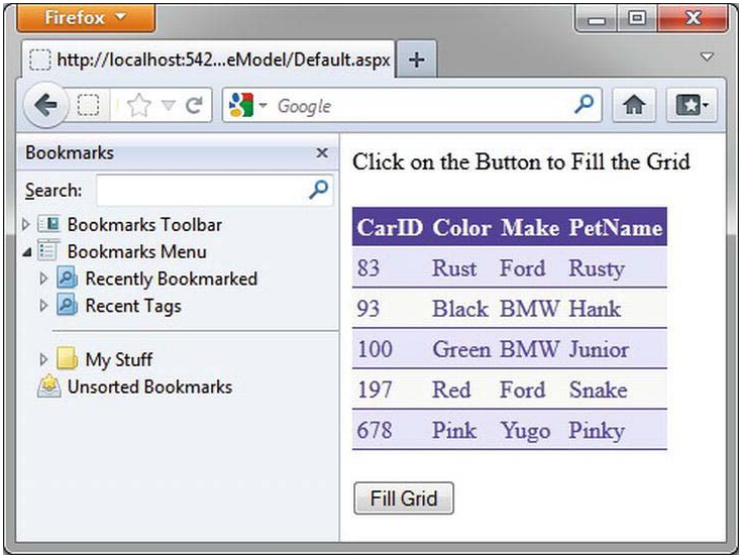 Firefox
http://localhost:542...eModel/Default.aspx
Google
Bookmarks
Search:
Bookmarks Toolbar
Bookmarks Menu
Recently Bookmarked
Recent Tags
My Stuff
Unsorted Bookmarks
Click on the Button to Fill the Grid
CarID Color Make PetName
83 Rust Ford Rusty
93 Black BMW Hank
100 Green BMW Junior
197 Red Ford Snake
678 Pink Yugo Pinky
Fill Grid